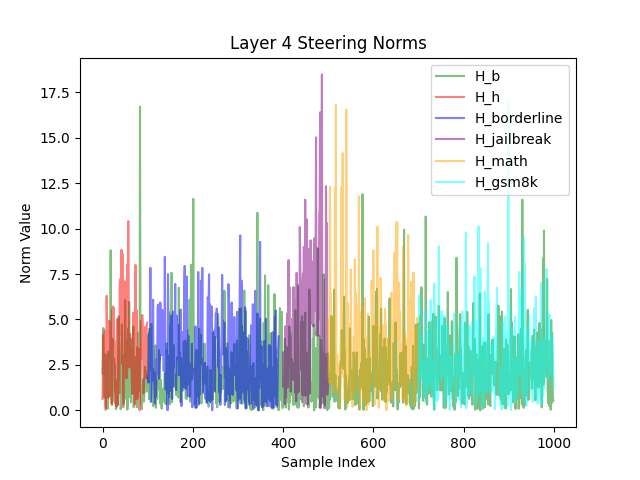 Layer 4 Steering Norms
H_b
H_h
H_borderline
H_jailbreak
H_math
H_gsm8k
Norm Value
17.5
15.0
12.5
10.0
7.5
5.0
2.5
0.0
0
200
400
600
800
1000
Sample Index